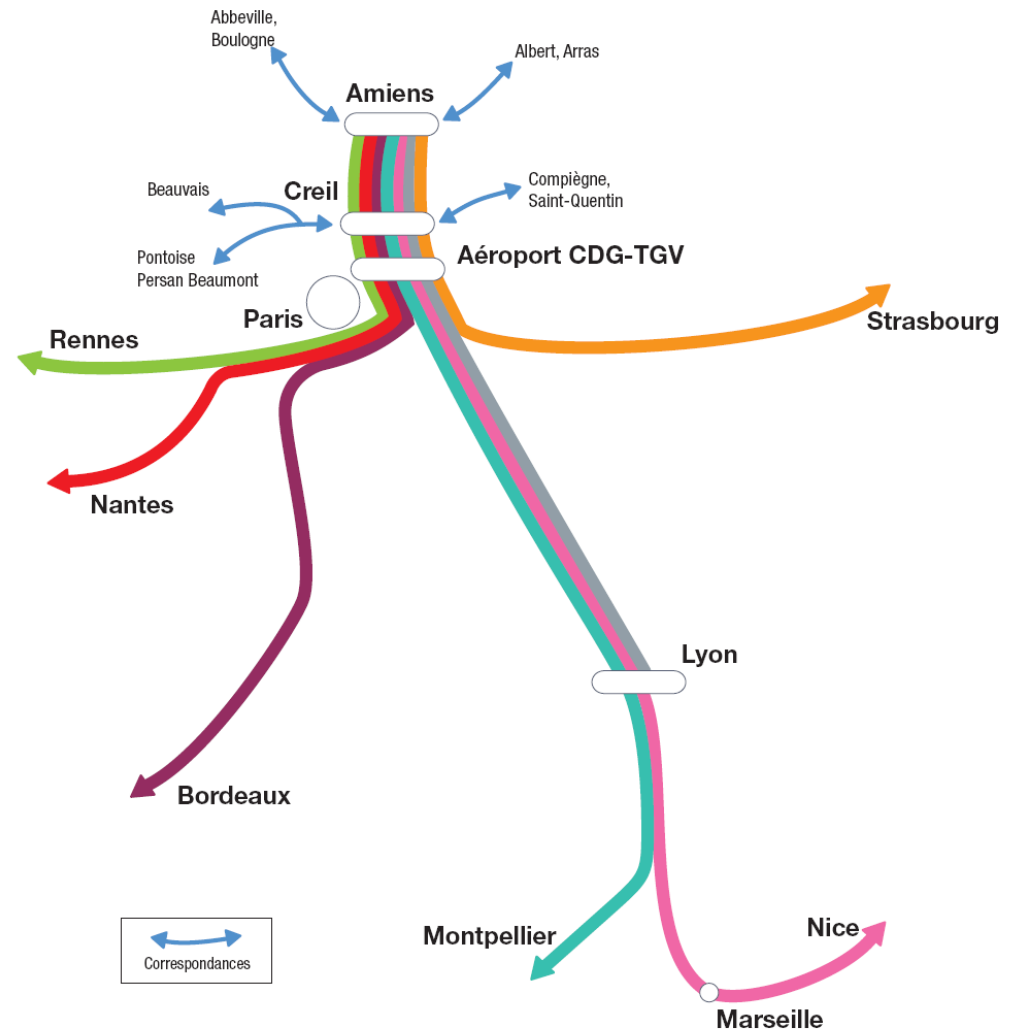 Abbeville,
Boulogne
Albert, Arras
Amiens
Beauvais
Creil
Compiègne,
Saint-Quentin
Pontoise
Persan Beaumont
Aéroport CDG-TGV
Paris
Rennes
Strasbourg
Nantes
Lyon
Bordeaux
Montpellier
Nice
Correspondances
Marseille